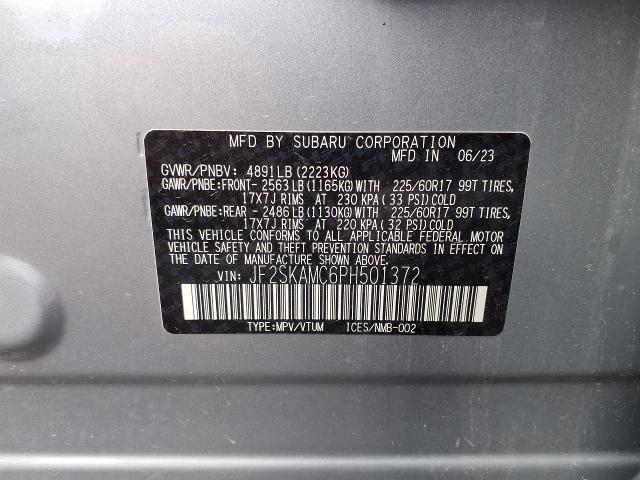 MFD BY SUBARU CORPORATION
MFD IN 06/23
GVWR/PNBV: 4891LB(2223KG)
GAWR/PNBE:FRONT- 2563LB(1165KG)WITH 225/60R17 99T TIRES,
17X7J RIMS AT 230 KPA( 33 PSI)COLD
GAWR/PNBE:REAR - 2486LB(1130KG)WITH 225/60R17 99T TIRES,
17X7J RIMS AT 220 KPA( 32 PSI)COLD
THIS VEHICLE CONFORMS TO ALL APPLICABLE FEDERAL MOTOR
VEHICLE SAFETY AND THEFT PREVENTION STANDARDS IN EFFECT
ON THE DATE OF MANUFACTURE SHOWN ABOVE.
VIN: JF2SKAMC6PH501372
TYPE:MPV/VTUM ICES/NMB-002